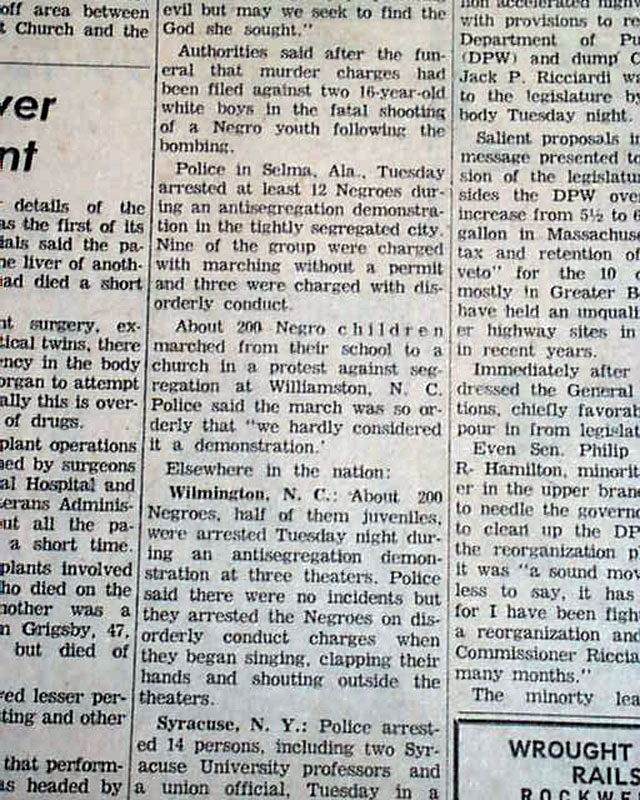 off area between
t Church and the
ver
nt
details of the
as the first of its
ials said the pa-
ne liver of anoth-
ad died a short
nt surgery, ex-
tical twins, there
ency in the body
organ to attempt
ally this is over-
of drugs.
plant operations
ned by surgeons
al Hospital and
terans Adminis-
ut all the pa-
a short time.
plants involved
ho died on the
nother was a
n Grigsby, 47,
but died of
red lesser per-
ting and other
that perform-
as headed by
evil but may we seek to find the
God she sought."
Authorities said after the fun-
eral that murder charges had
been filed against two 16-year-old
white boys in the fatal shooting
of a Negro youth following the
bombing.
Police in Selma, Ala., Tuesday
arrested at least 12 Negroes dur-
ing an antisegregation demonstra-
tion in the tightly segregated city.
Nine of the group were charged
with marching without a permit
and three were charged with dis-
orderly conduct.
About 200 Negro children
marched from their school to a
church in a protest against seg-
regation at Williamston, N. C.
Police said the march was so or-
derly that "we hardly considered
it a demonstration.'
Elsewhere in the nation:
Wilmington, N. C.: About 200
Negroes, half of them juveniles,
were arrested Tuesday night dur-
ing an antisegregation demon-
stration at three theaters. Police
said there were no incidents but
they arrested the Negroes on dis-
orderly conduct charges when
they began singing, clapping their
hands and shouting outside the
theaters.
Syracuse, N. Y.: Police arrest-
ed 14 persons, including two Syr-
acuse University professors and
a union official, Tuesday in a
non accelerated high
with provisions to re
Department of Pu
(DPW) and dump C
Jack P. Ricciardi w
to the legislature by
body Tuesday night.
Salient proposals in
message presented to
sion of the legislatu
sides the DPW over
increase from 5½ to 6
gallon in Massachuse
tax and retention of
veto" for the 10 c
mostly in Greater B
have held an unquali
er highway sites in
in recent years.
Immediately after
dressed the General
tions, chiefly favora
pour in from legislat
Even Sen. Philip
R- Hamilton, minorit
er in the upper bran
to needle the govern
to clean up the DP
the reorganization p
it was "a sound mov
less to say, it has
for I have been figh
a reorganization and
Commissioner Riccia
many months."
The minorty lea
WROUGHT
RAILS
ROCKWE